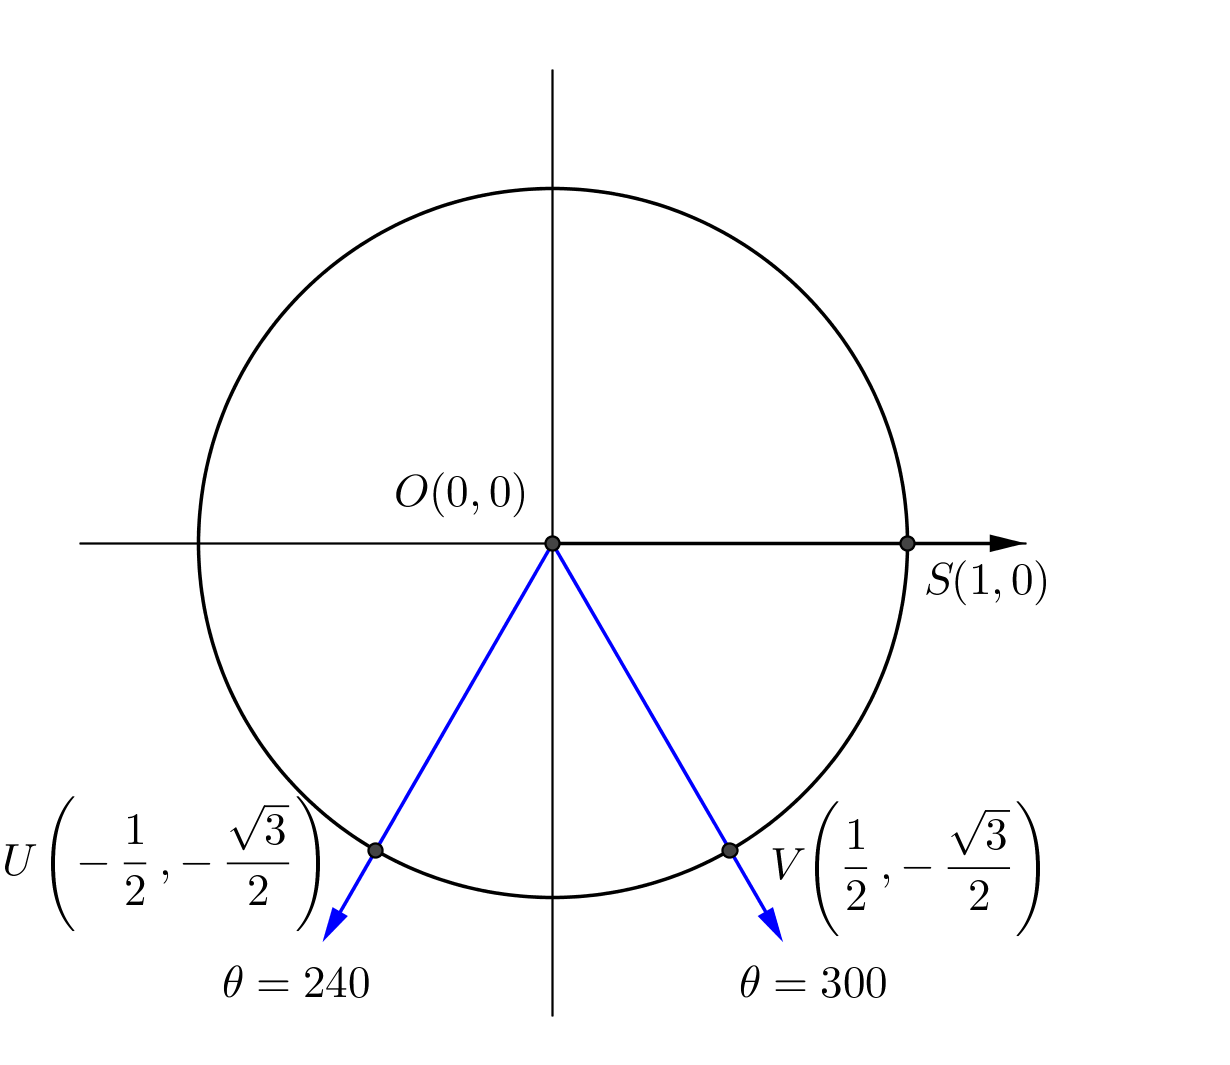 O(0, 0)
S(1, 0)
U(−1/2, −√3/2)
V(1/2, −√3/2)
θ = 240
θ = 300